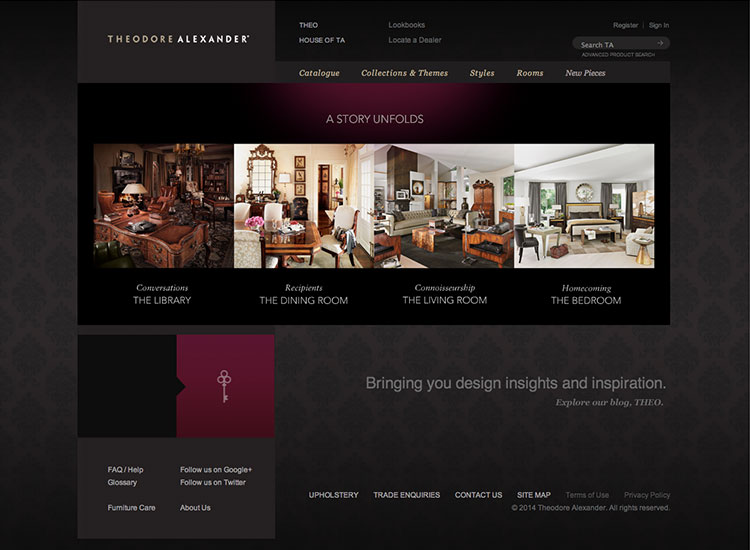 THEODORE ALEXANDER®
THEO
HOUSE OF TA
Lookbooks
Locate a Dealer
Register | Sign In
Search TA
ADVANCED PRODUCT SEARCH
Catalogue Collections & Themes Styles Rooms New Pieces
A STORY UNFOLDS
Conversations
THE LIBRARY
Recipients
THE DINING ROOM
Connoisseurship
THE LIVING ROOM
Homecoming
THE BEDROOM
Bringing you design insights and inspiration.
Explore our blog, THEO.
FAQ / Help
Glossary
Furniture Care
Follow us on Google+
Follow us on Twitter
About Us
UPHOLSTERY TRADE ENQUIRIES CONTACT US SITE MAP Terms of Use Privacy Policy
© 2014 Theodore Alexander. All rights reserved.